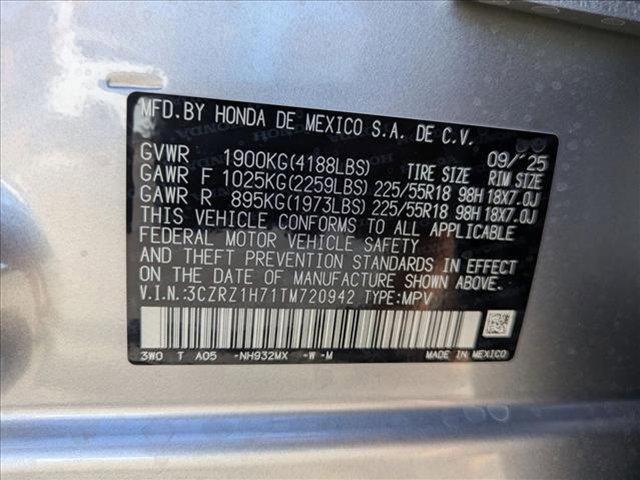 MFD.BY HONDA DE MEXICO S.A. DE C.V.
09/'25
GVWR 1900KG(4188LBS) TIRE SIZE RIM SIZE
GAWR F 1025KG(2259LBS) 225/55R18 98H 18X7.0J
GAWR R 895KG(1973LBS) 225/55R18 98H 18X7.0J
THIS VEHICLE CONFORMS TO ALL APPLICABLE
FEDERAL MOTOR VEHICLE SAFETY
AND THEFT PREVENTION STANDARDS IN EFFECT
ON THE DATE OF MANUFACTURE SHOWN ABOVE.
V.I.N.:3CZRZ1H71TM720942 TYPE:MPV
3W0 T A05 -NH932MX -W -M MADE IN MEXICO